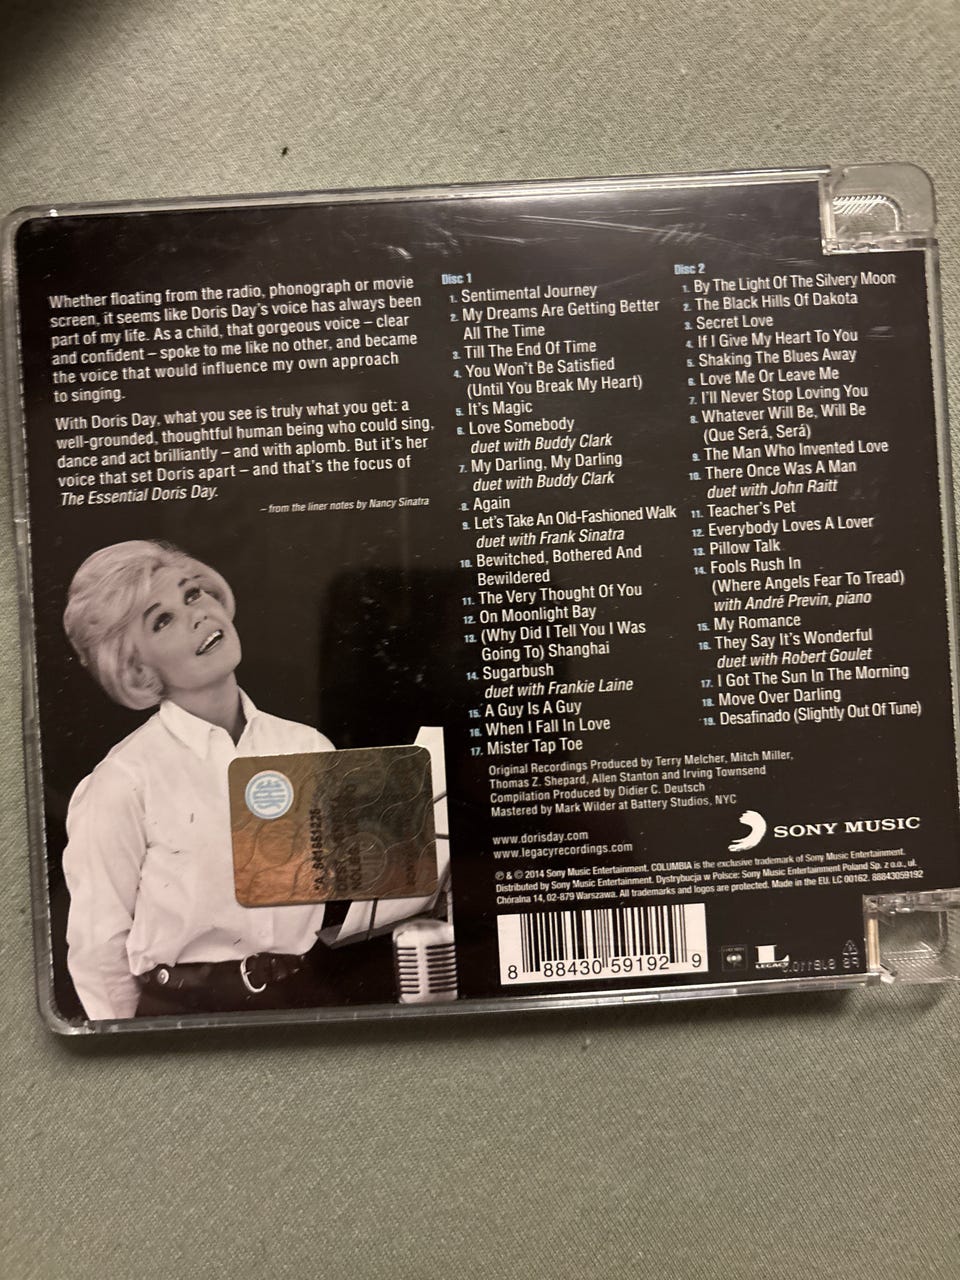 Whether floating from the radio, phonograph or movie
screen, it seems like Doris Day's voice has always been
part of my life. As a child, that gorgeous voice – clear
and confident – spoke to me like no other, and became
the voice that would influence my own approach
to singing.
With Doris Day, what you see is truly what you get: a
well-grounded, thoughtful human being who could sing,
dance and act brilliantly – and with aplomb. But it's her
voice that set Doris apart – and that's the focus of
The Essential Doris Day.
– from the liner notes by Nancy Sinatra
Disc 1
1. Sentimental Journey
2. My Dreams Are Getting Better
All The Time
3. Till The End Of Time
4. You Won't Be Satisfied
(Until You Break My Heart)
5. It's Magic
6. Love Somebody
duet with Buddy Clark
7. My Darling, My Darling
duet with Buddy Clark
8. Again
9. Let's Take An Old-Fashioned Walk
duet with Frank Sinatra
10. Bewitched, Bothered And
Bewildered
11. The Very Thought Of You
12. On Moonlight Bay
13. (Why Did I Tell You I Was
Going To) Shanghai
14. Sugarbush
duet with Frankie Laine
15. A Guy Is A Guy
16. When I Fall In Love
17. Mister Tap Toe
Disc 2
1. By The Light Of The Silvery Moon
2. The Black Hills Of Dakota
3. Secret Love
4. If I Give My Heart To You
5. Shaking The Blues Away
6. Love Me Or Leave Me
7. I'll Never Stop Loving You
8. Whatever Will Be, Will Be
(Que Será, Será)
9. The Man Who Invented Love
10. There Once Was A Man
duet with John Raitt
11. Teacher's Pet
12. Everybody Loves A Lover
13. Pillow Talk
14. Fools Rush In
(Where Angels Fear To Tread)
with André Previn, piano
15. My Romance
16. They Say It's Wonderful
duet with Robert Goulet
17. I Got The Sun In The Morning
18. Move Over Darling
19. Desafinado (Slightly Out Of Tune)
Original Recordings Produced by Terry Melcher, Mitch Miller,
Thomas Z. Shepard, Allen Stanton and Irving Townsend
Compilation Produced by Didier C. Deutsch
Mastered by Mark Wilder at Battery Studios, NYC
www.dorisday.com
www.legacyrecordings.com
SONY MUSIC
℗ & © 2014 Sony Music Entertainment. COLUMBIA is the exclusive trademark of Sony Music Entertainment.
Distributed by Sony Music Entertainment. Dystrybucja w Polsce: Sony Music Entertainment Poland Sp. z o.o., ul.
Chóralna 14, 02-879 Warszawa. All trademarks and logos are protected. Made in the EU. LC 00162. 88843059192
8 88430 59192 9
LEGACY